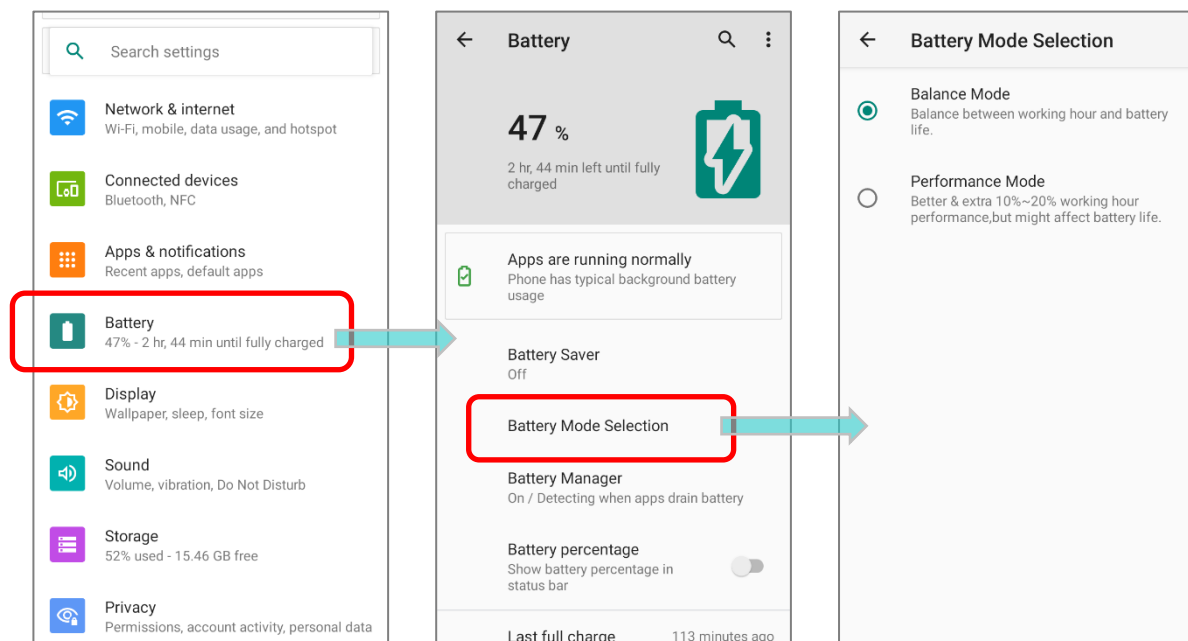 Search settings
Network & internet
Wi-Fi, mobile, data usage, and hotspot
Connected devices
Bluetooth, NFC
Apps & notifications
Recent apps, default apps
Battery
47% - 2 hr, 44 min until fully charged
Display
Wallpaper, sleep, font size
Sound
Volume, vibration, Do Not Disturb
Storage
52% used - 15.46 GB free
Privacy
Permissions, account activity, personal data
Battery
47 %
2 hr, 44 min left until fully
charged
Apps are running normally
Phone has typical background battery
usage
Battery Saver
Off
Battery Mode Selection
Battery Manager
On / Detecting when apps drain battery
Battery percentage
Show battery percentage in
status bar
Last full charge 113 minutes ago
Battery Mode Selection
Balance Mode
Balance between working hour and battery
life.
Performance Mode
Better & extra 10%~20% working hour
performance,but might affect battery life.